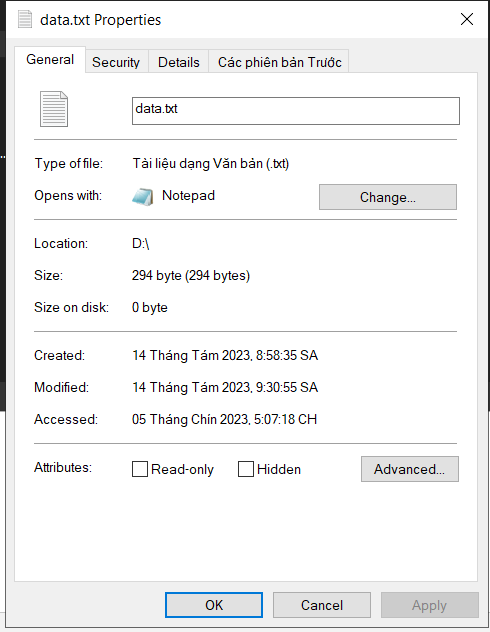 data.txt Properties
General Security Details Các phiên bản Trước
data.txt
Type of file: Tài liệu dạng Văn bản (.txt)
Opens with: Notepad Change...
Location: D:\
Size: 294 byte (294 bytes)
Size on disk: 0 byte
Created: 14 Tháng Tám 2023, 8:58:35 SA
Modified: 14 Tháng Tám 2023, 9:30:55 SA
Accessed: 05 Tháng Chín 2023, 5:07:18 CH
Attributes: Read-only Hidden Advanced...
OK Cancel Apply